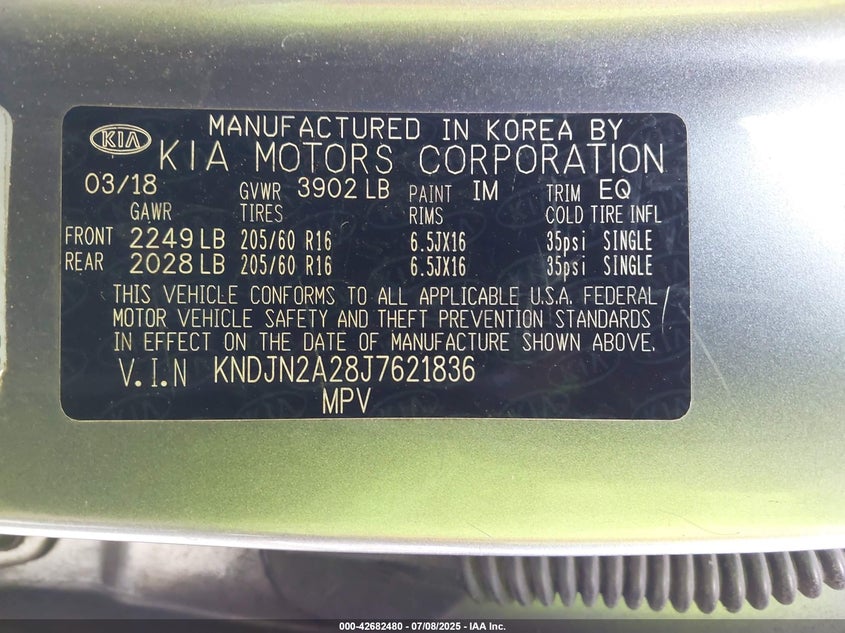 KIA MANUFACTURED IN KOREA BY
KIA MOTORS CORPORATION
03/18 GVWR 3902 LB PAINT IM TRIM EQ
GAWR TIRES RIMS COLD TIRE INFL
FRONT 2249 LB 205/60 R16 6.5JX16 35psi SINGLE
REAR 2028 LB 205/60 R16 6.5JX16 35psi SINGLE
THIS VEHICLE CONFORMS TO ALL APPLICABLE U.S.A. FEDERAL
MOTOR VEHICLE SAFETY AND THEFT PREVENTION STANDARDS
IN EFFECT ON THE DATE OF MANUFACTURE SHOWN ABOVE.
V.I.N KNDJN2A28J7621836
MPV
000-42682480 - 07/08/2025 - IAA Inc.